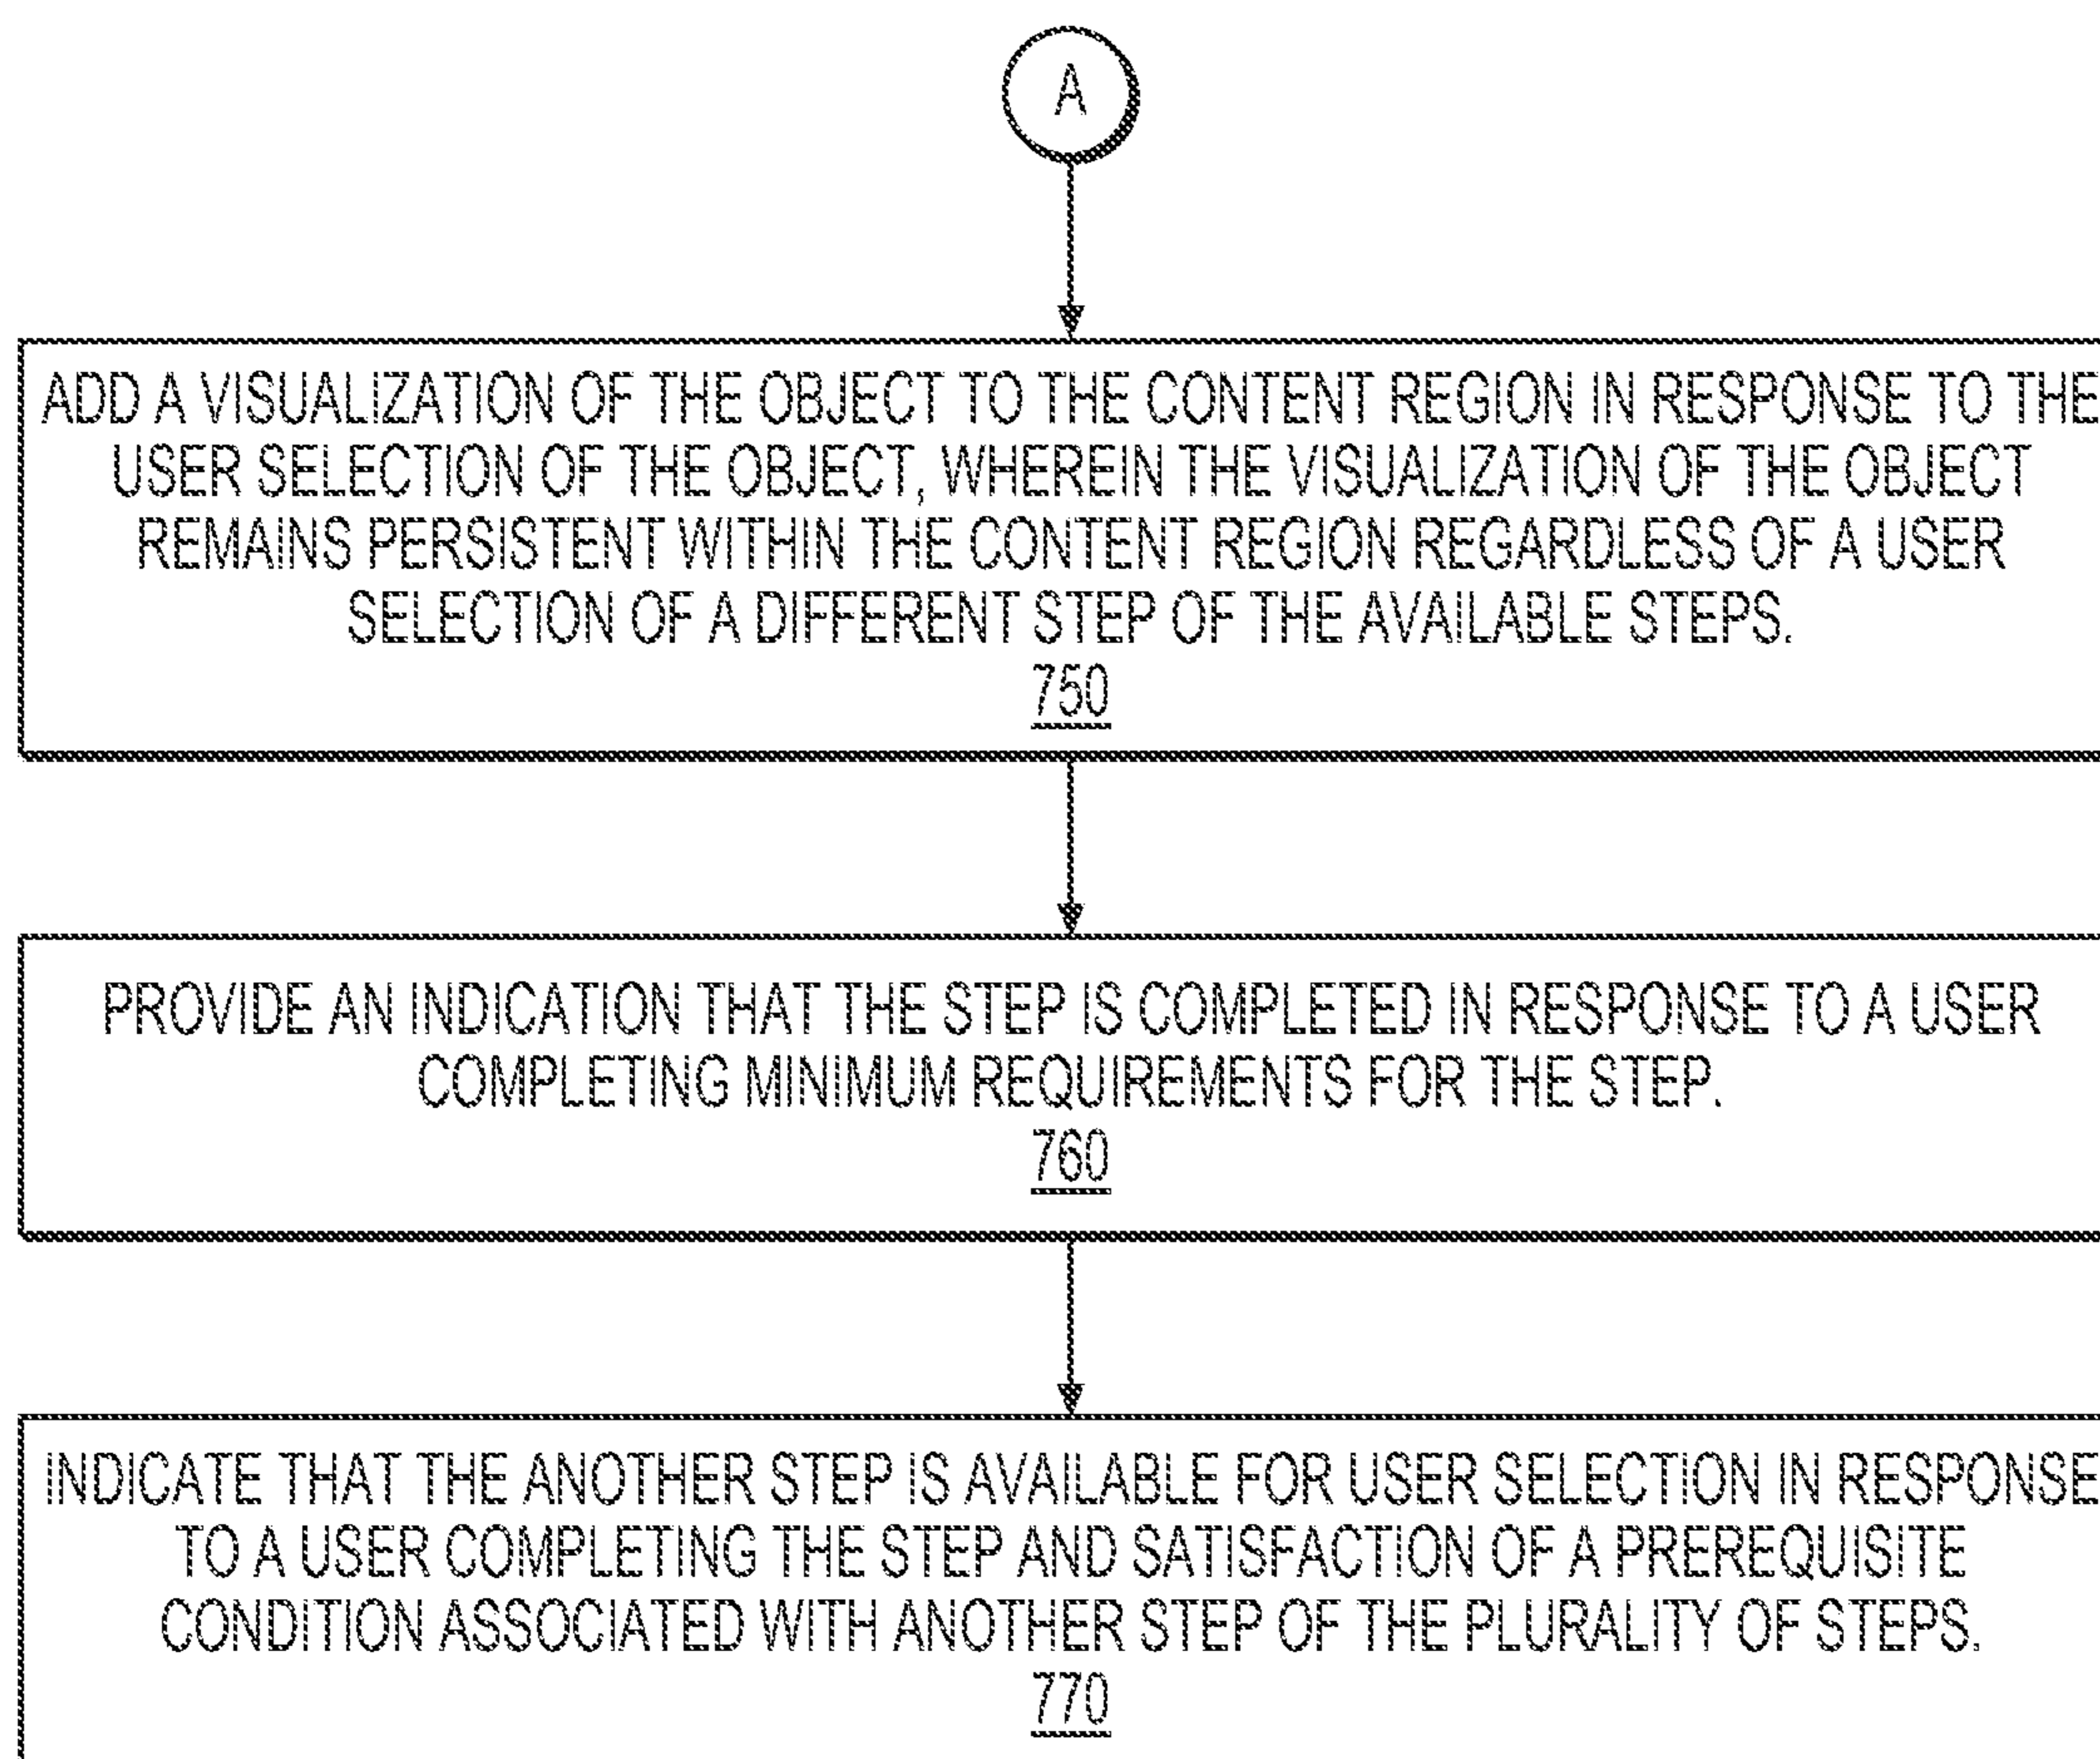 A
ADD A VISUALIZATION OF THE OBJECT TO THE CONTENT REGION IN RESPONSE TO THE
USER SELECTION OF THE OBJECT, WHEREIN THE VISUALIZATION OF THE OBJECT
REMAINS PERSISTENT WITHIN THE CONTENT REGION REGARDLESS OF A USER
SELECTION OF A DIFFERENT STEP OF THE AVAILABLE STEPS.
750
PROVIDE AN INDICATION THAT THE STEP IS COMPLETED IN RESPONSE TO A USER
COMPLETING MINIMUM REQUIREMENTS FOR THE STEP.
760
INDICATE THAT THE ANOTHER STEP IS AVAILABLE FOR USER SELECTION IN RESPONSE
TO A USER COMPLETING THE STEP AND SATISFACTION OF A PREREQUISITE
CONDITION ASSOCIATED WITH ANOTHER STEP OF THE PLURALITY OF STEPS.
770